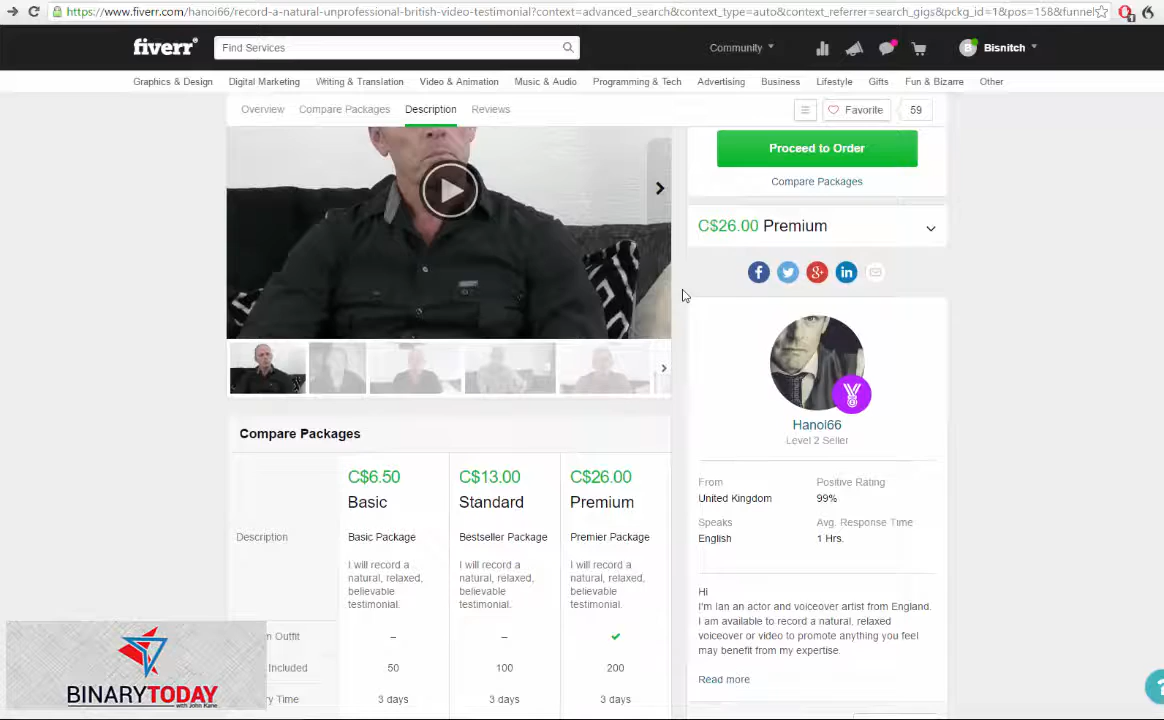 https://www.fiverr.com/hanoi66/record-a-natural-unprofessional-british-video-testimonial?context=advanced_search&context_type=auto&context_referrer=search_gigs&pckg_id=1&pos=158&funnel
fiverr
Find Services
Community
B
Bisnitch
Graphics & Design
Digital Marketing
Writing & Translation
Video & Animation
Music & Audio
Programming & Tech
Advertising
Business
Lifestyle
Gifts
Fun & Bizarre
Other
Overview
Compare Packages
Description
Reviews
Favorite
59
Proceed to Order
Compare Packages
C$26.00 Premium
Hanoi66
Level 2 Seller
From
Positive Rating
United Kingdom
99%
Speaks
Avg. Response Time
English
1 Hrs.
Hi
I'm Ian an actor and voiceover artist from England.
I am available to record a natural, relaxed
voiceover or video to promote anything you feel
may benefit from my expertise.
Read more
Compare Packages
C$6.50
C$13.00
C$26.00
Basic
Standard
Premium
Description
Basic Package
Bestseller Package
Premier Package
I will record a
natural, relaxed,
believable
testimonial.
I will record a
natural, relaxed,
believable
testimonial.
I will record a
natural, relaxed,
believable
testimonial.
Outfit
Included
50
100
200
Time
3 days
3 days
3 days
BINARYTODAY
with John Kane